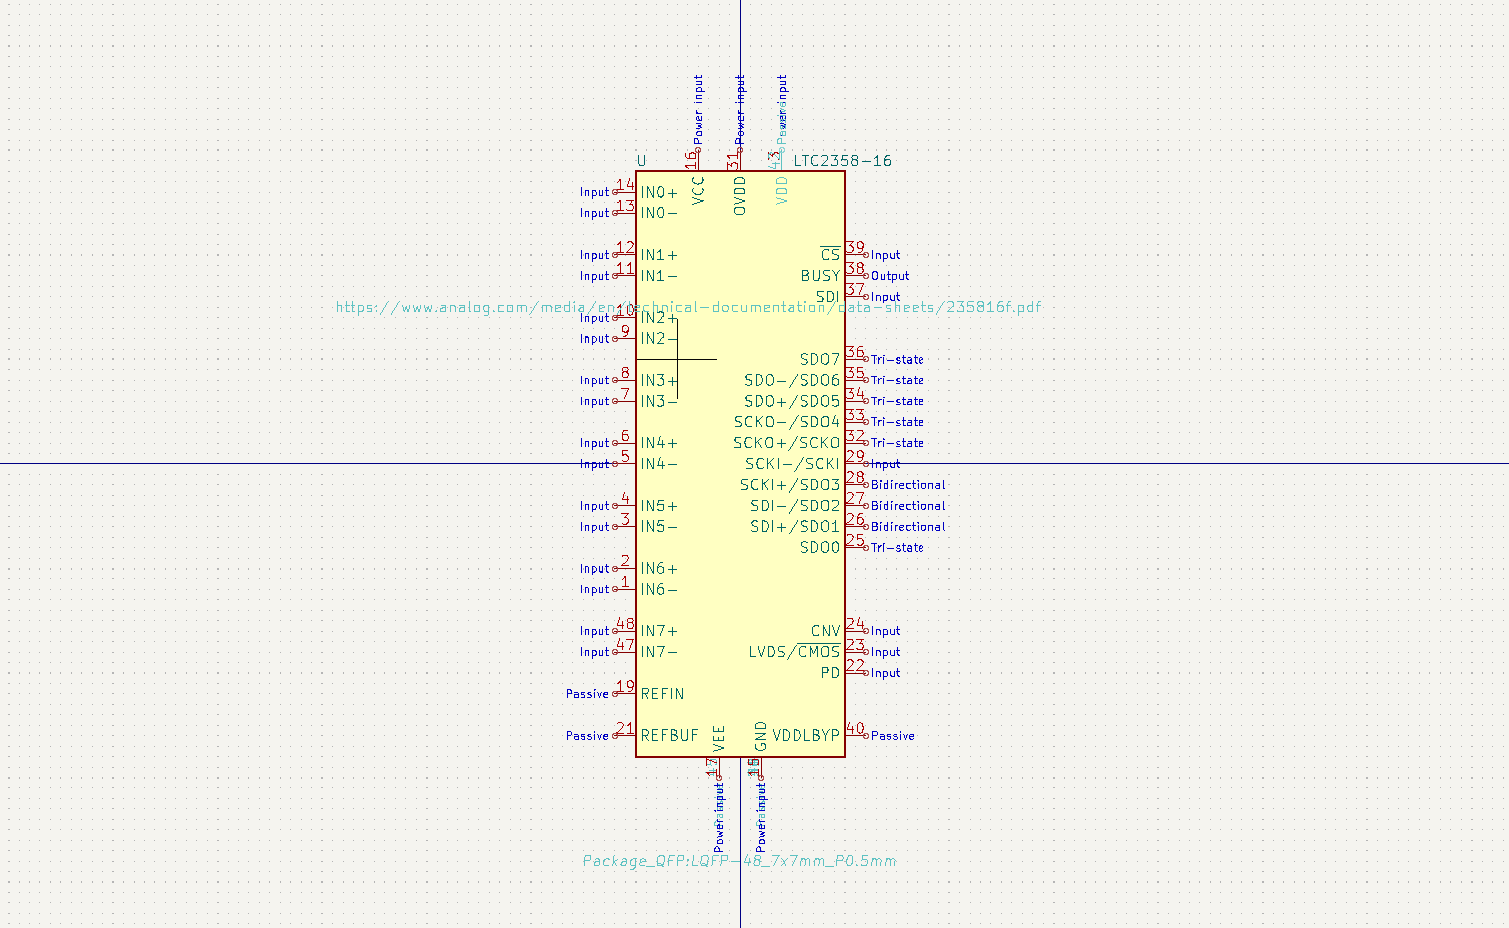 Power input
Power input
Power input
16
31
43
U
LTC2358-16
VCC
OVDD
VDD
Input 14 IN0+
Input 13 IN0-
Input 12 IN1+
CS 39 Input
Input 11 IN1-
BUSY 38 Output
SDI 37 Input
https://www.analog.com/media/en/technical-documentation/data-sheets/235816f.pdf
Input 10 IN2+
Input 9 IN2-
SDO7 36 Tri-state
Input 8 IN3+
SDO-/SDO6 35 Tri-state
Input 7 IN3-
SDO+/SDO5 34 Tri-state
SCKO-/SDO4 33 Tri-state
Input 6 IN4+
SCKO+/SCKO 32 Tri-state
Input 5 IN4-
SCKI-/SCKI 29 Input
SCKI+/SDO3 28 Bidirectional
Input 4 IN5+
SDI-/SDO2 27 Bidirectional
Input 3 IN5-
SDI+/SDO1 26 Bidirectional
SDO0 25 Tri-state
Input 2 IN6+
Input 1 IN6-
Input 48 IN7+
CNV 24 Input
Input 47 IN7-
LVDS/CMOS 23 Input
PD 22 Input
Passive 19 REFIN
Passive 21 REFBUF
VEE
GND
VDDLBYP 40 Passive
17
Power input
Power input
Package_QFP:LQFP-48_7x7mm_P0.5mm